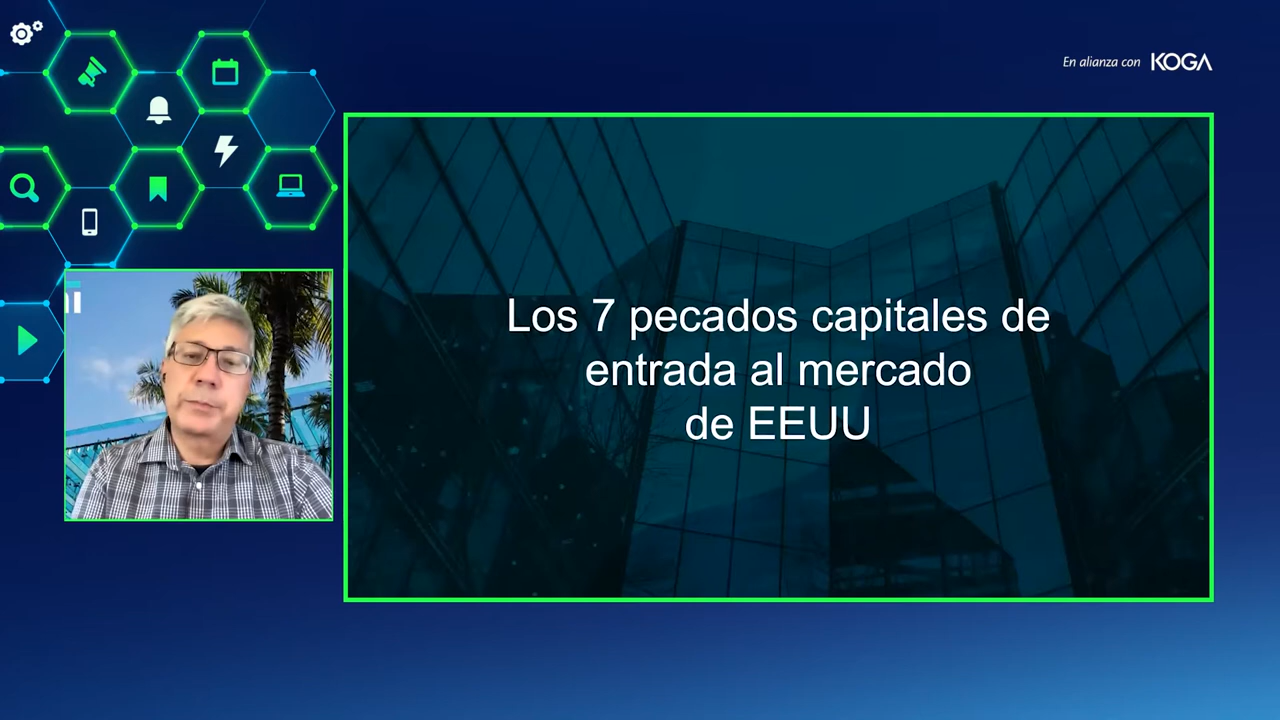 En alianza con KOGA
Los 7 pecados capitales de
entrada al mercado
de EEUU